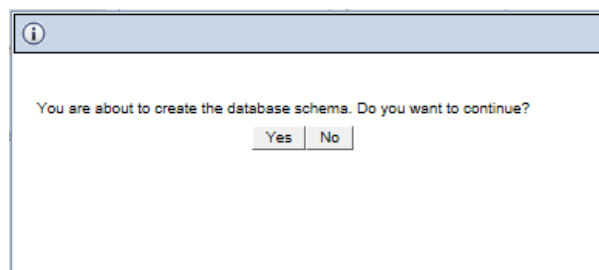 You are about to create the database schema. Do you want to continue?
Yes No